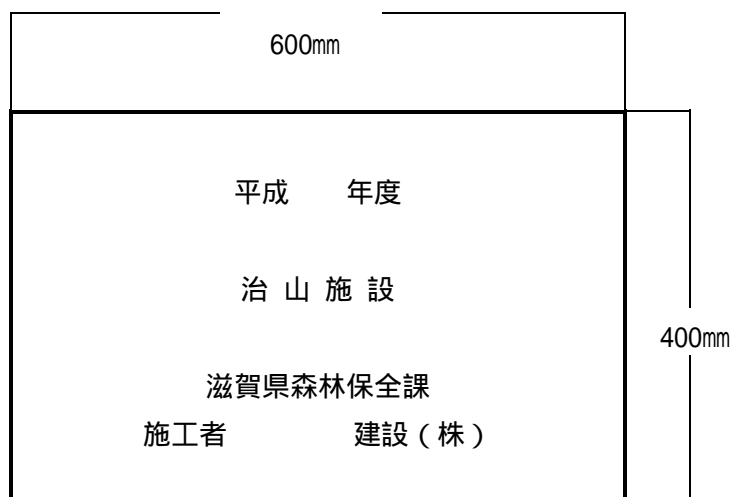 600㎜
平成　　年度
治 山 施 設
400㎜
滋賀県森林保全課
施工者　　　　　建設（株）